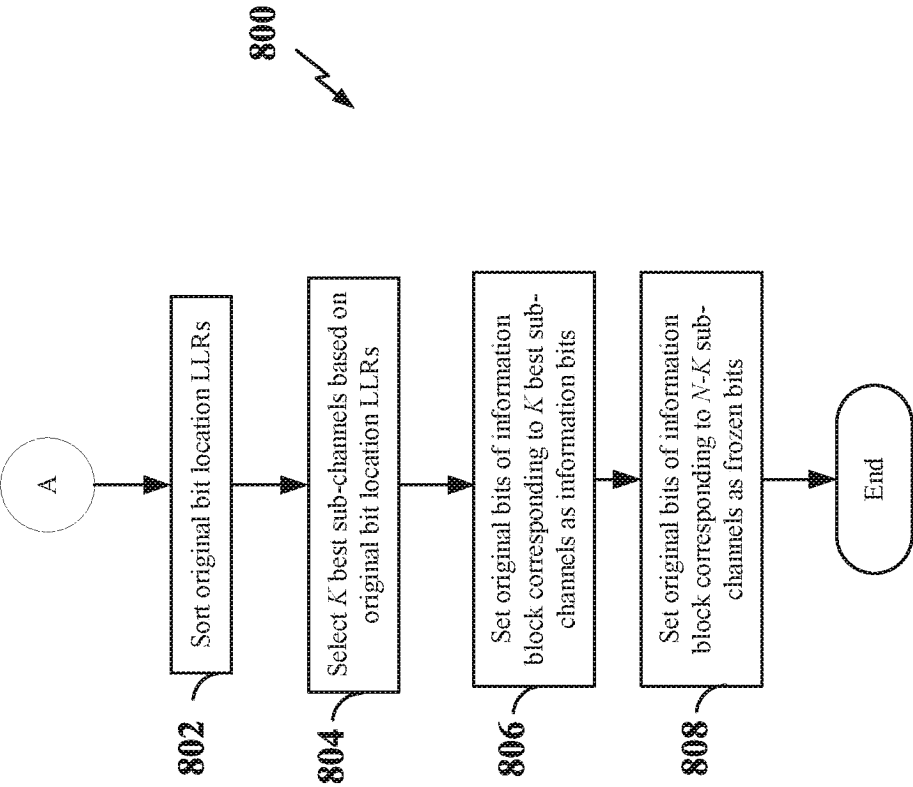 800
A
802
Sort original bit location LLRs
804
Select K best sub-channels based on
original bit location LLRs
806
Set original bits of information
block corresponding to K best sub-
channels as information bits
808
Set original bits of information
block corresponding to N-K sub-
channels as frozen bits
End